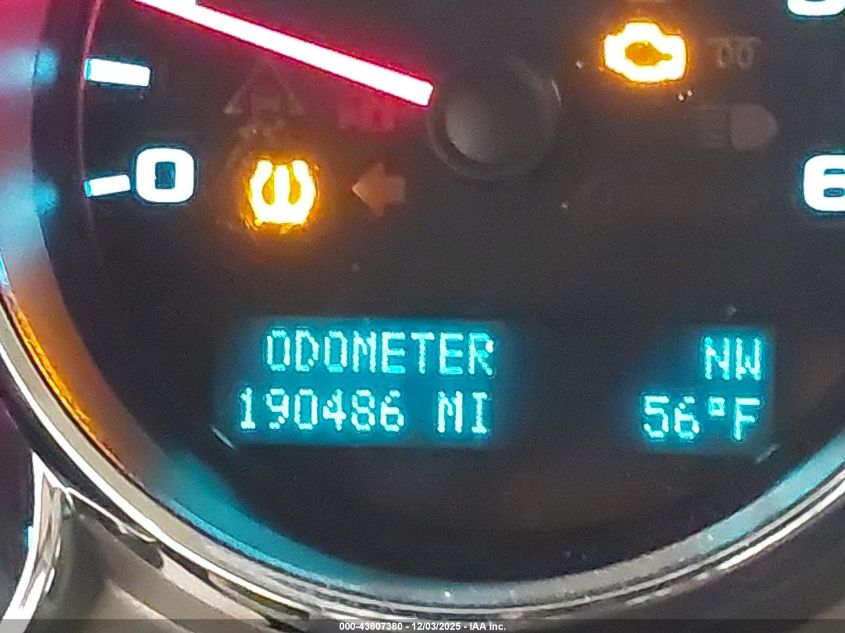 0
6
ODOMETER
190486 MI
NW
56°F
000-43807380 - 12/03/2025 - IAA Inc.